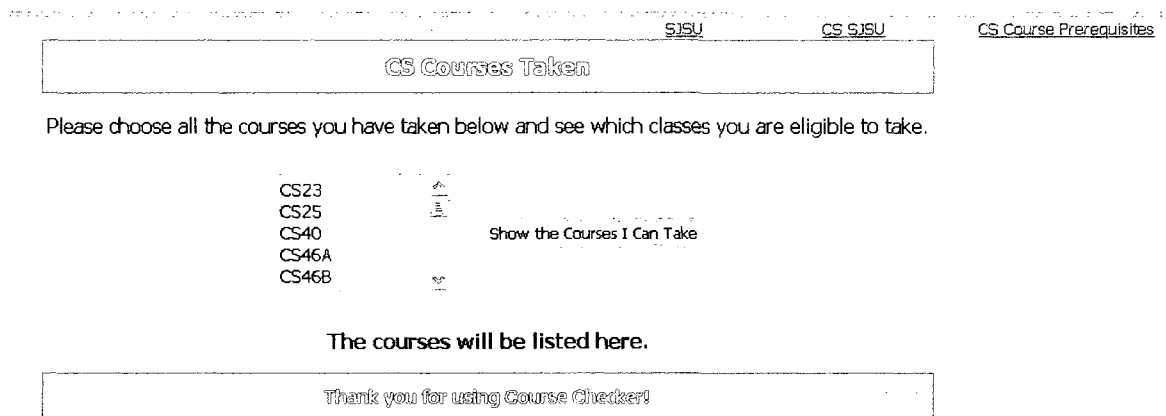 SJSU CS SJSU CS Course Prerequisites
CS Courses Taken
Please choose all the courses you have taken below and see which classes you are eligible to take.
CS23
CS25
CS40
Show the Courses I Can Take
CS46A
CS46B
The courses will be listed here.
Thank you for using Course Checker!